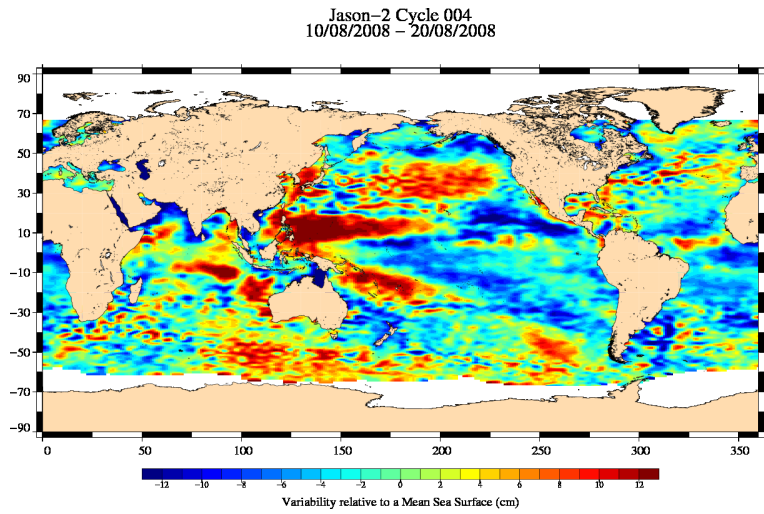 Jason-2 Cycle 004
10/08/2008 - 20/08/2008
90
70
50
30
10
-10
-30
-50
-70
-90
0 50 100 150 200 250 300 350
-12 -10 -8 -6 -4 -2 0 2 4 6 8 10 12
Variability relative to a Mean Sea Surface (cm)